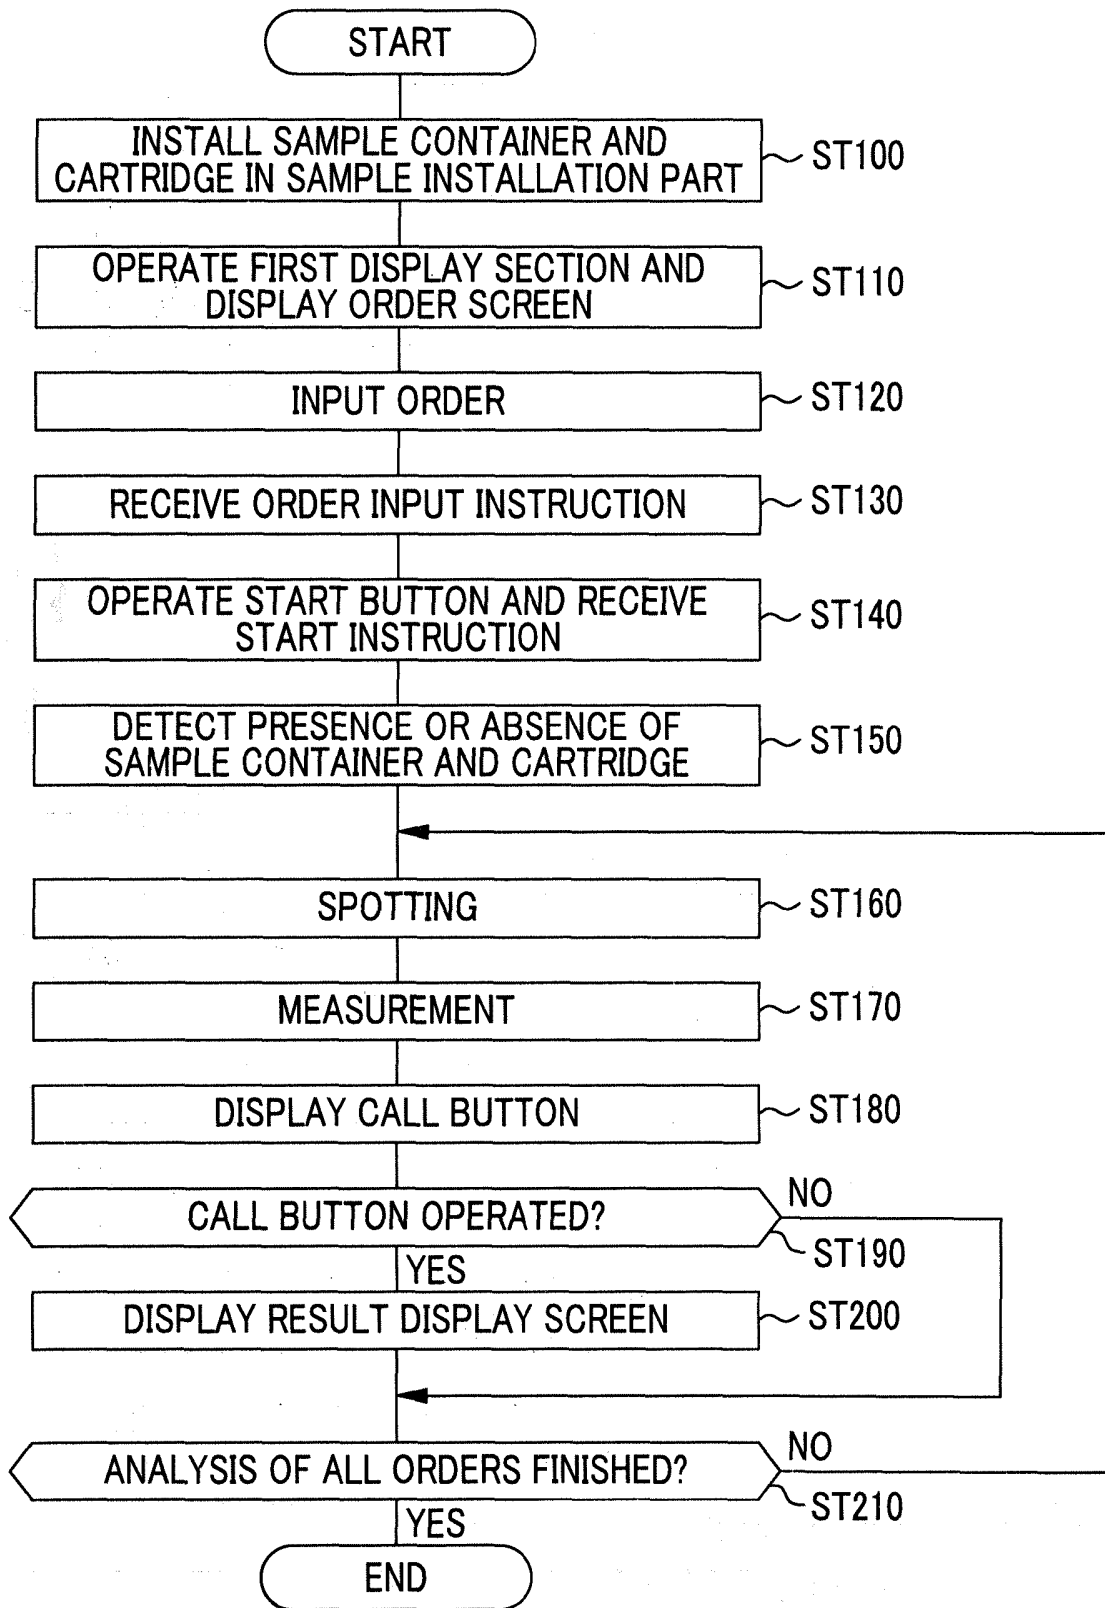 START
INSTALL SAMPLE CONTAINER AND
CARTRIDGE IN SAMPLE INSTALLATION PART
ST100
OPERATE FIRST DISPLAY SECTION AND
DISPLAY ORDER SCREEN
ST110
INPUT ORDER
ST120
RECEIVE ORDER INPUT INSTRUCTION
ST130
OPERATE START BUTTON AND RECEIVE
START INSTRUCTION
ST140
DETECT PRESENCE OR ABSENCE OF
SAMPLE CONTAINER AND CARTRIDGE
ST150
SPOTTING
ST160
MEASUREMENT
ST170
DISPLAY CALL BUTTON
ST180
CALL BUTTON OPERATED?
NO
ST190
YES
DISPLAY RESULT DISPLAY SCREEN
ST200
ANALYSIS OF ALL ORDERS FINISHED?
NO
ST210
YES
END